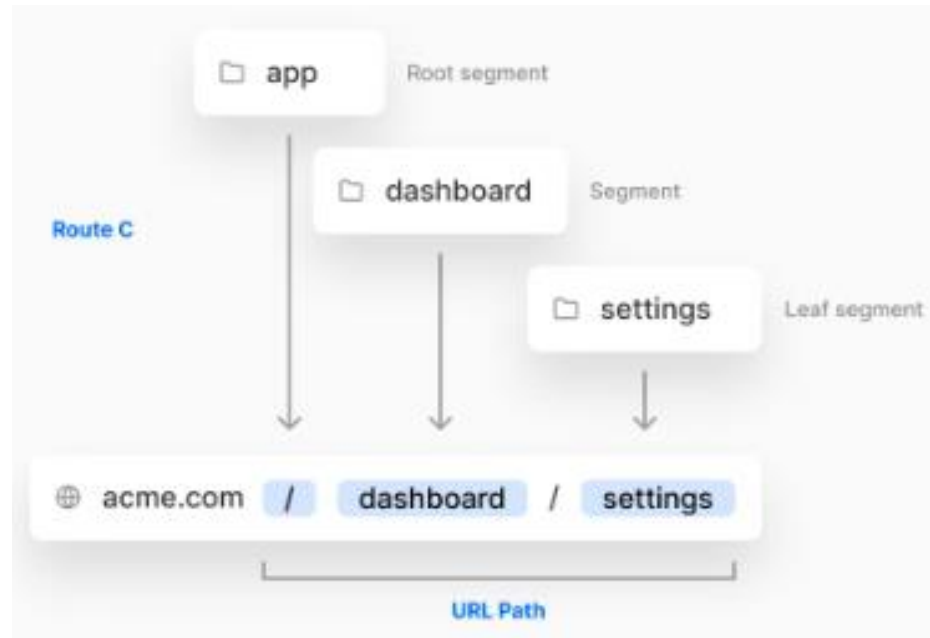 app Root segment
dashboard Segment
Route C
settings Leaf segment
acme.com / dashboard / settings
URL Path